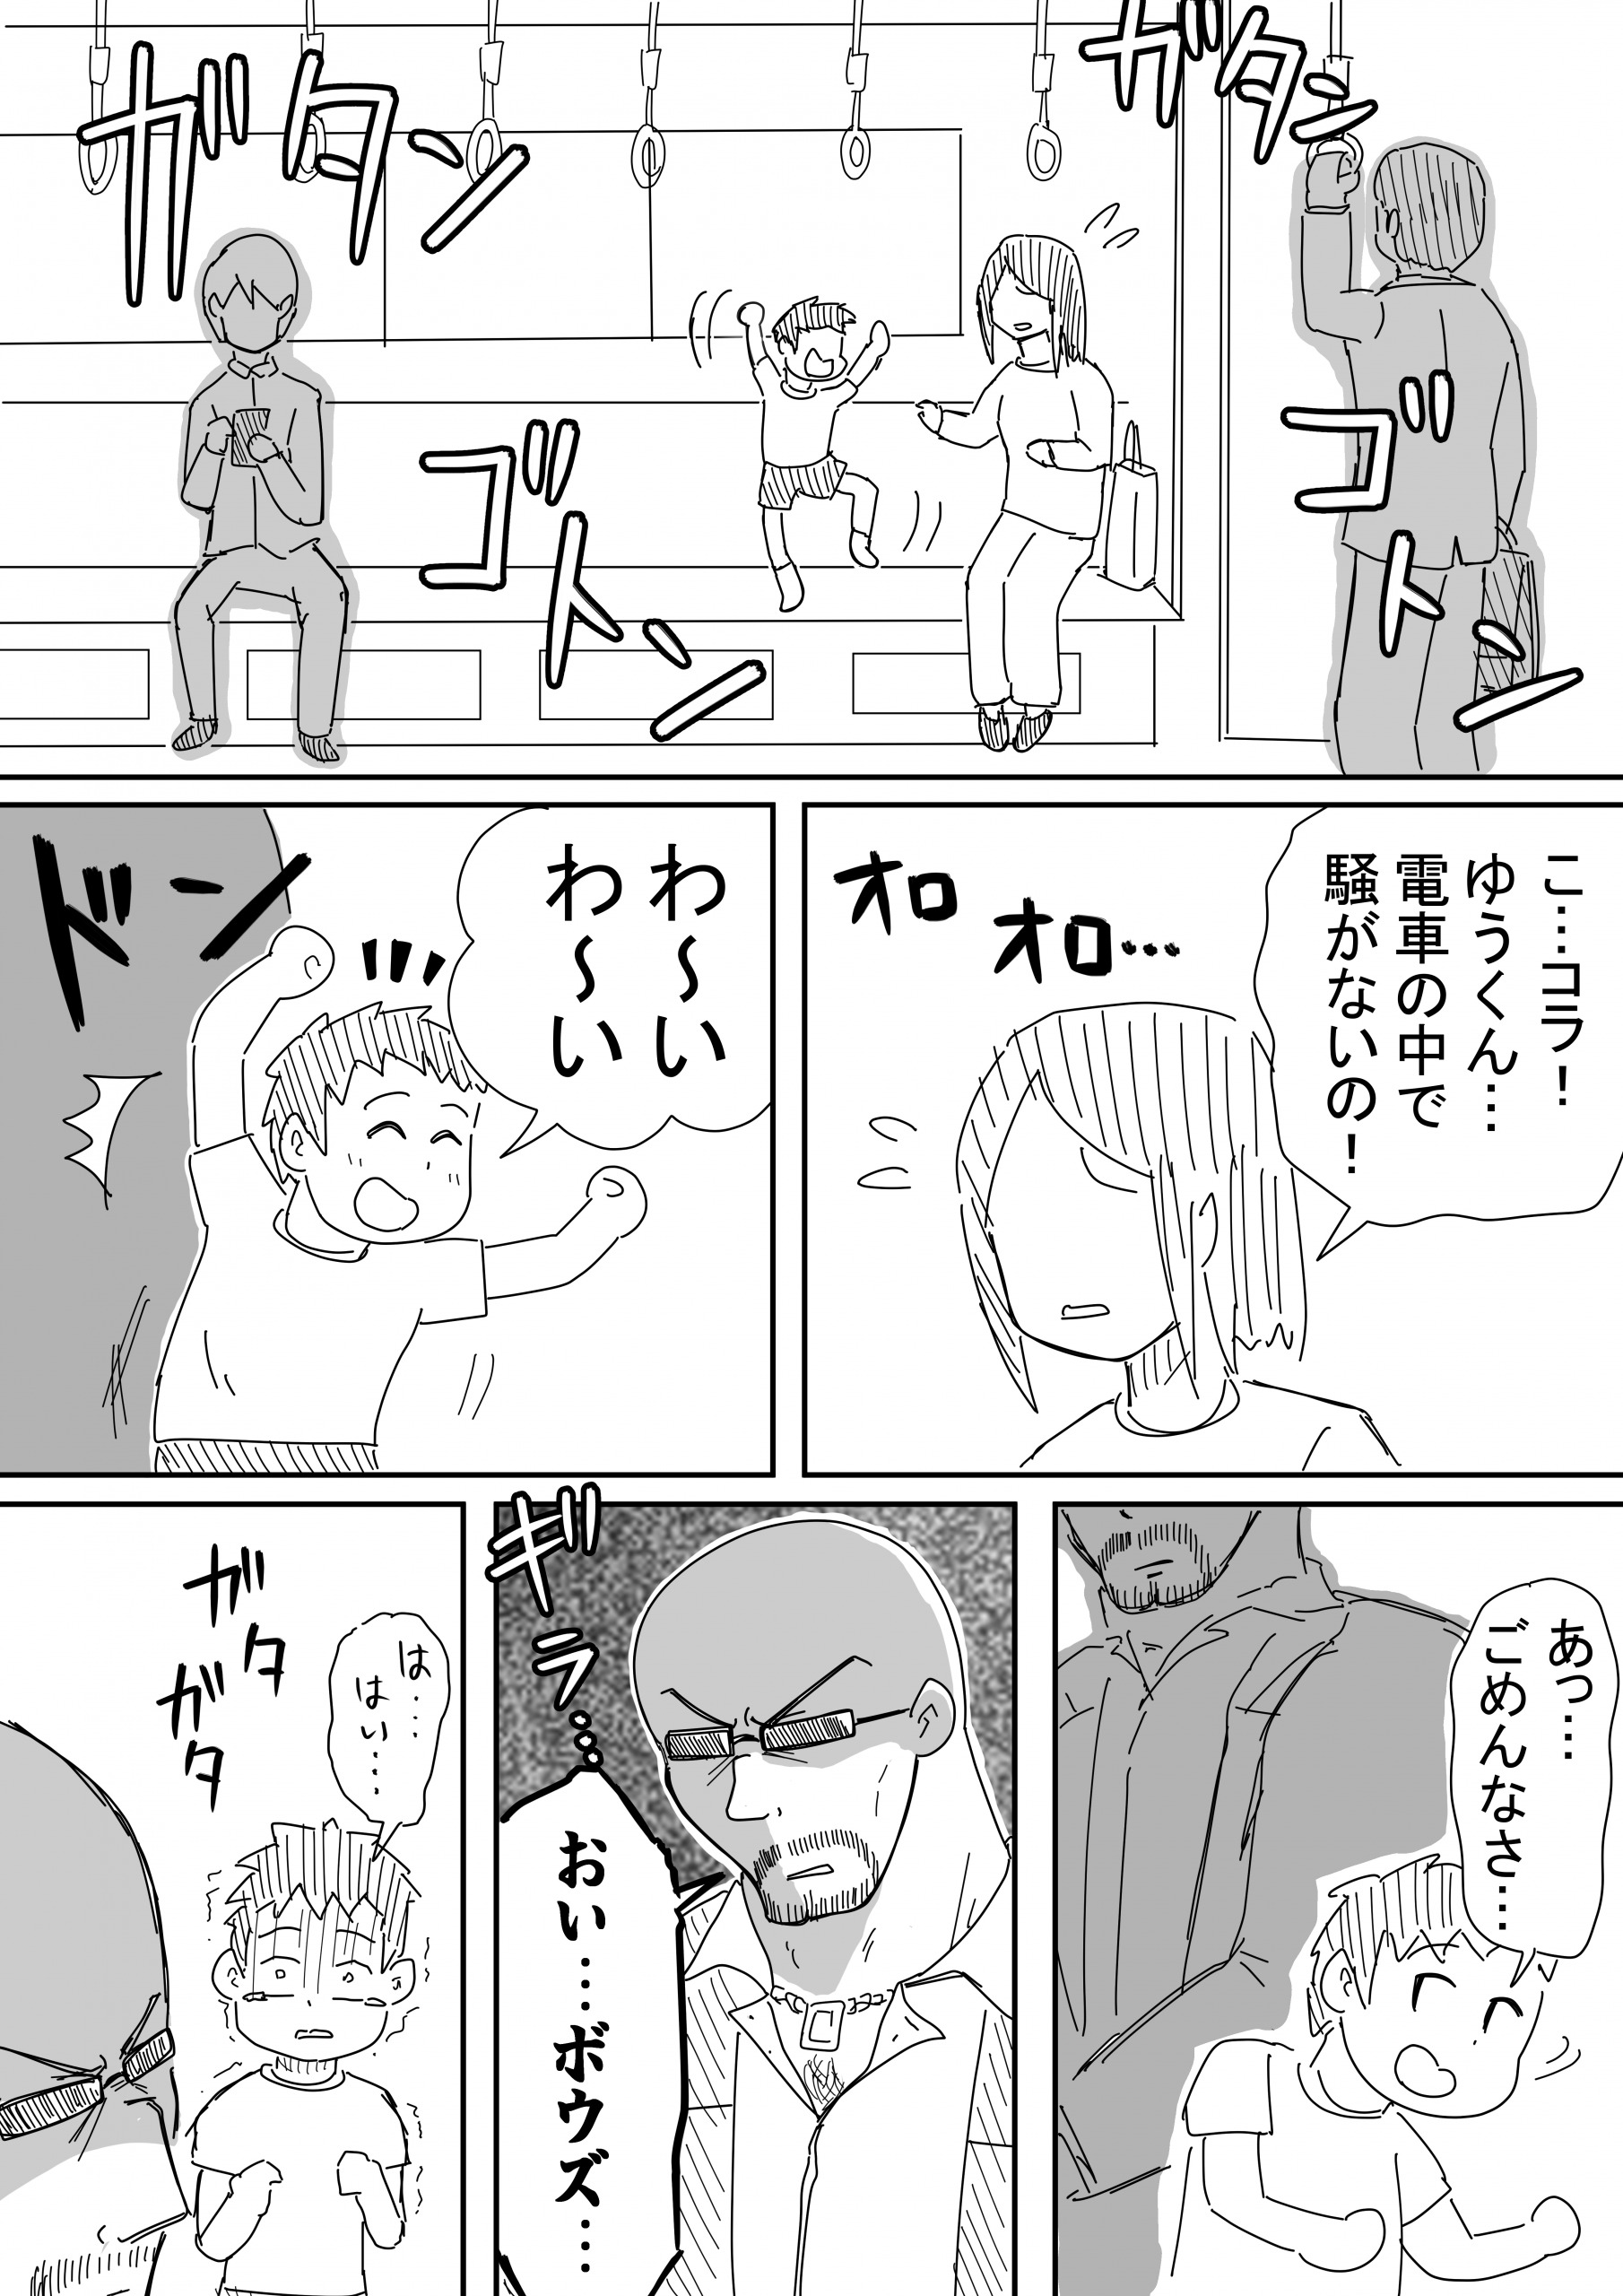 ガタン
ゴトン
ガタン
ゴトン
こ…コラ!
ゆうくん…
電車の中で
騒がないの!
オロ
オロ…
わ〜い
わ〜い
ドン
あっ…
ごめんなさ…
ギラ…
おい……ボウズ……
は…
はい…
ガタ
ガタ